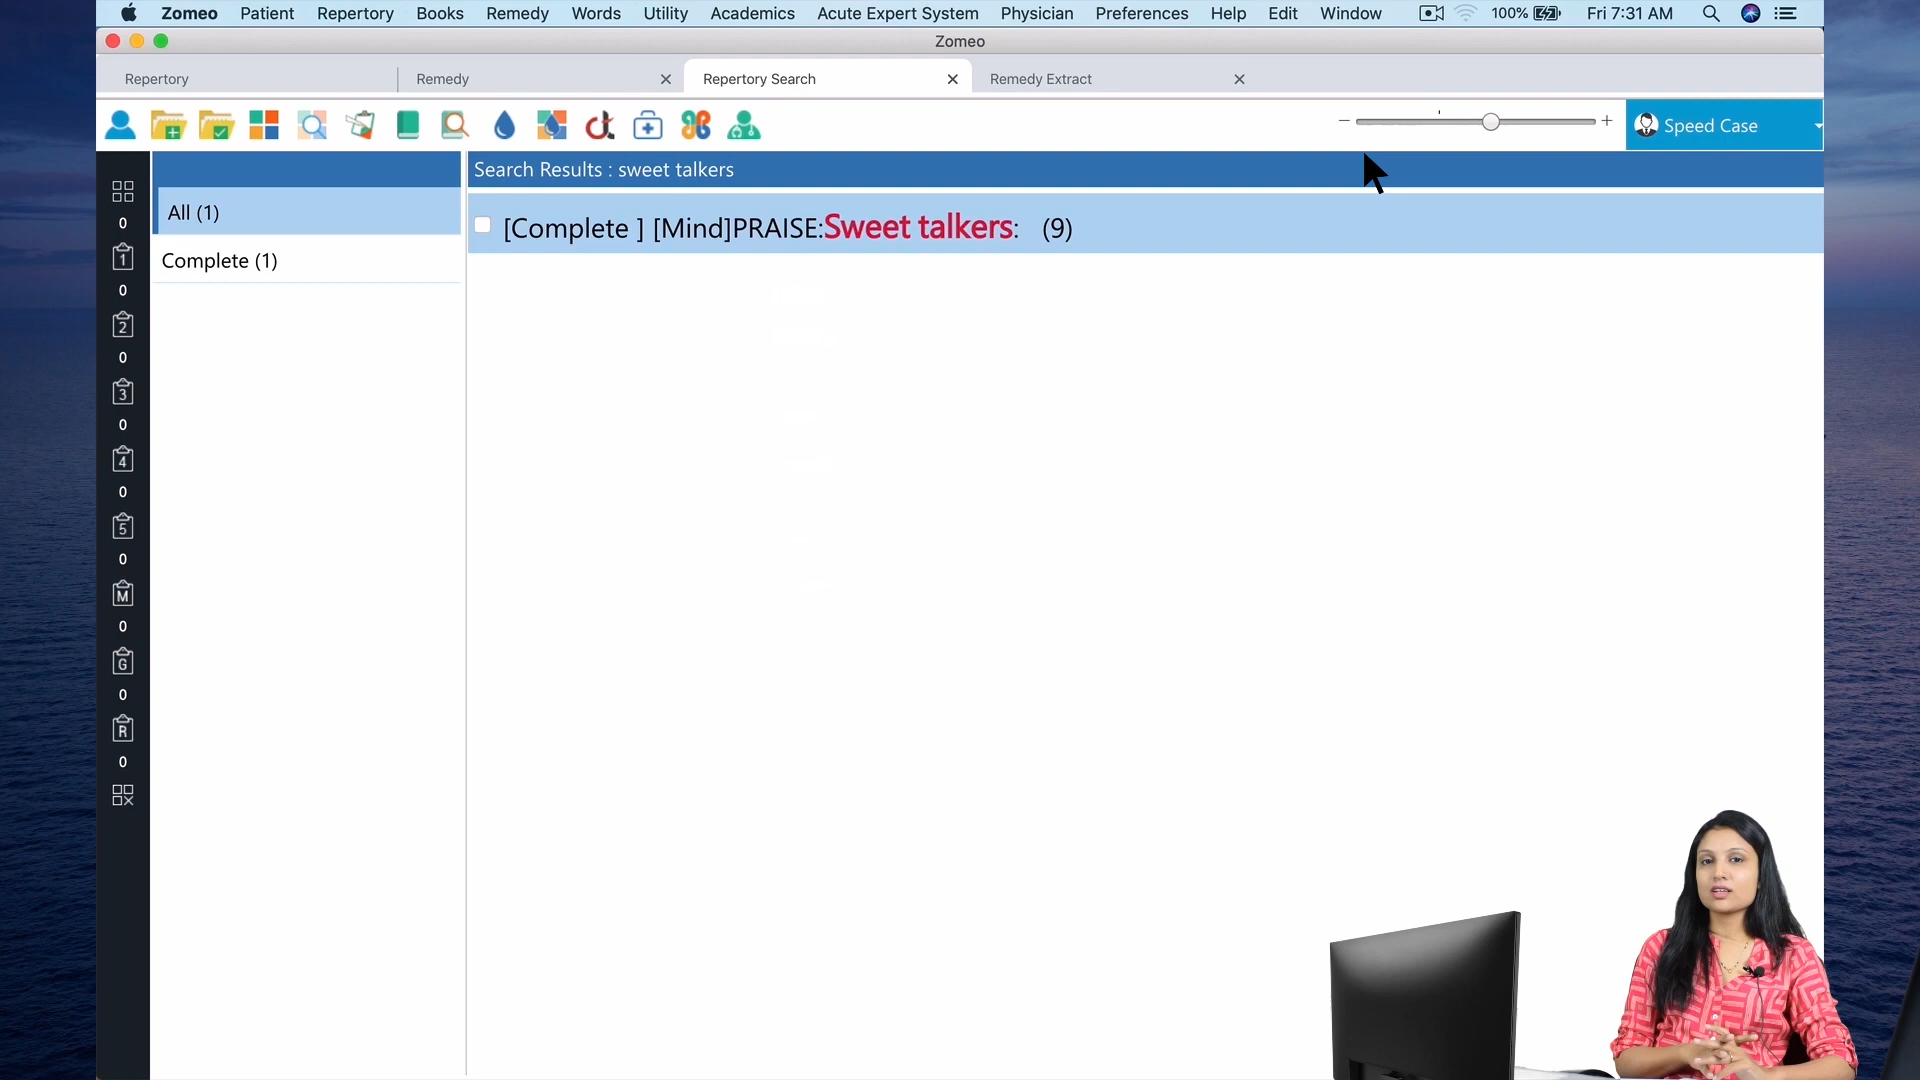 Zomeo Patient Repertory Books Remedy Words Utility Academics Acute Expert System Physician Preferences Help Edit Window 100% Fri 7:31 AM
Zomeo
Repertory Remedy Repertory Search Remedy Extract
Speed Case
Search Results : sweet talkers
All (1)
[Complete ] [Mind]PRAISE:Sweet talkers: (9)
Complete (1)
0
1
0
2
0
3
0
4
0
5
0
M
0
G
0
R
0